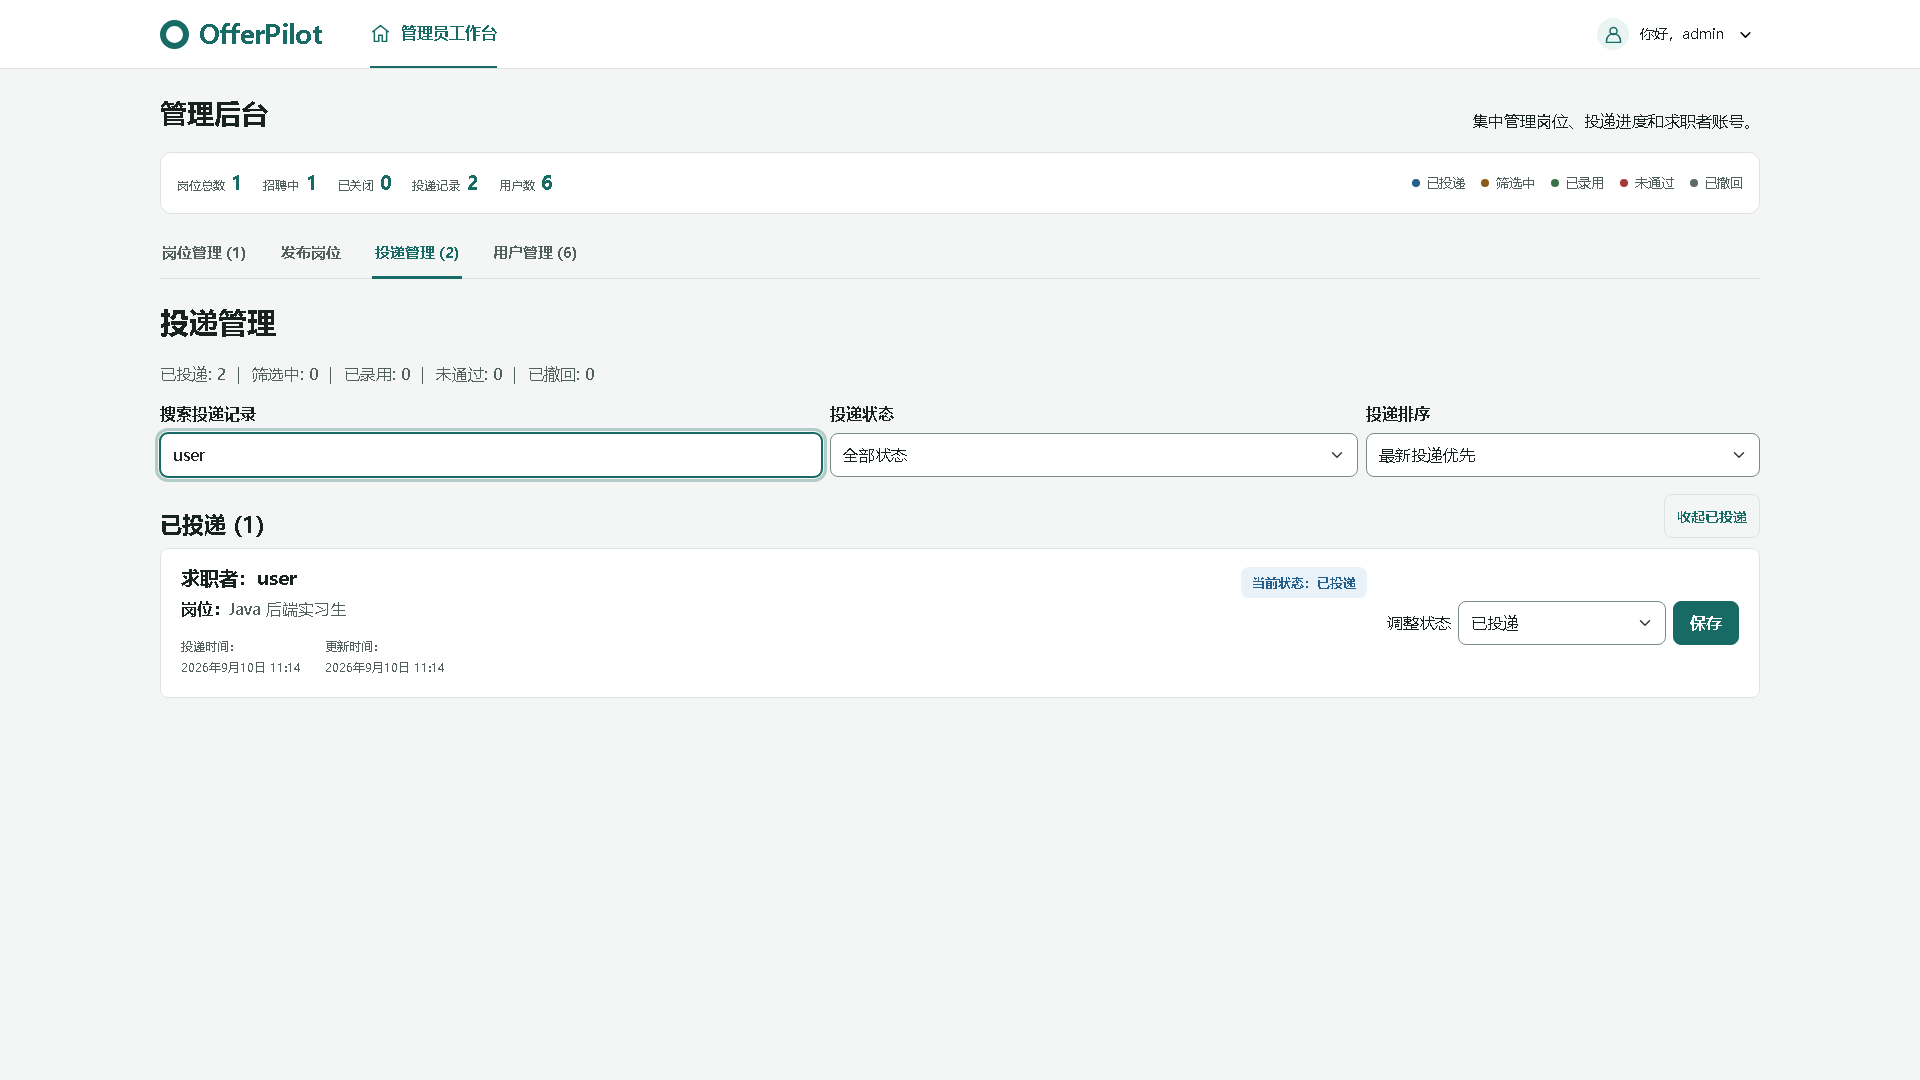 OfferPilot 管理员工作台 你好，admin
管理后台
集中管理岗位、投递进度和求职者账号。
岗位总数 1 招聘中 1 已关闭 0 投递记录 2 用户数 6 已投递 筛选中 已录用 未通过 已撤回
岗位管理 (1) 发布岗位 投递管理 (2) 用户管理 (6)
投递管理
已投递: 2 | 筛选中: 0 | 已录用: 0 | 未通过: 0 | 已撤回: 0
搜索投递记录 投递状态 投递排序
user 全部状态 最新投递优先
已投递 (1) 收起已投递
求职者：user 当前状态：已投递
岗位：Java 后端实习生
调整状态 已投递 保存
投递时间： 更新时间：
2026年9月10日 11:14 2026年9月10日 11:14